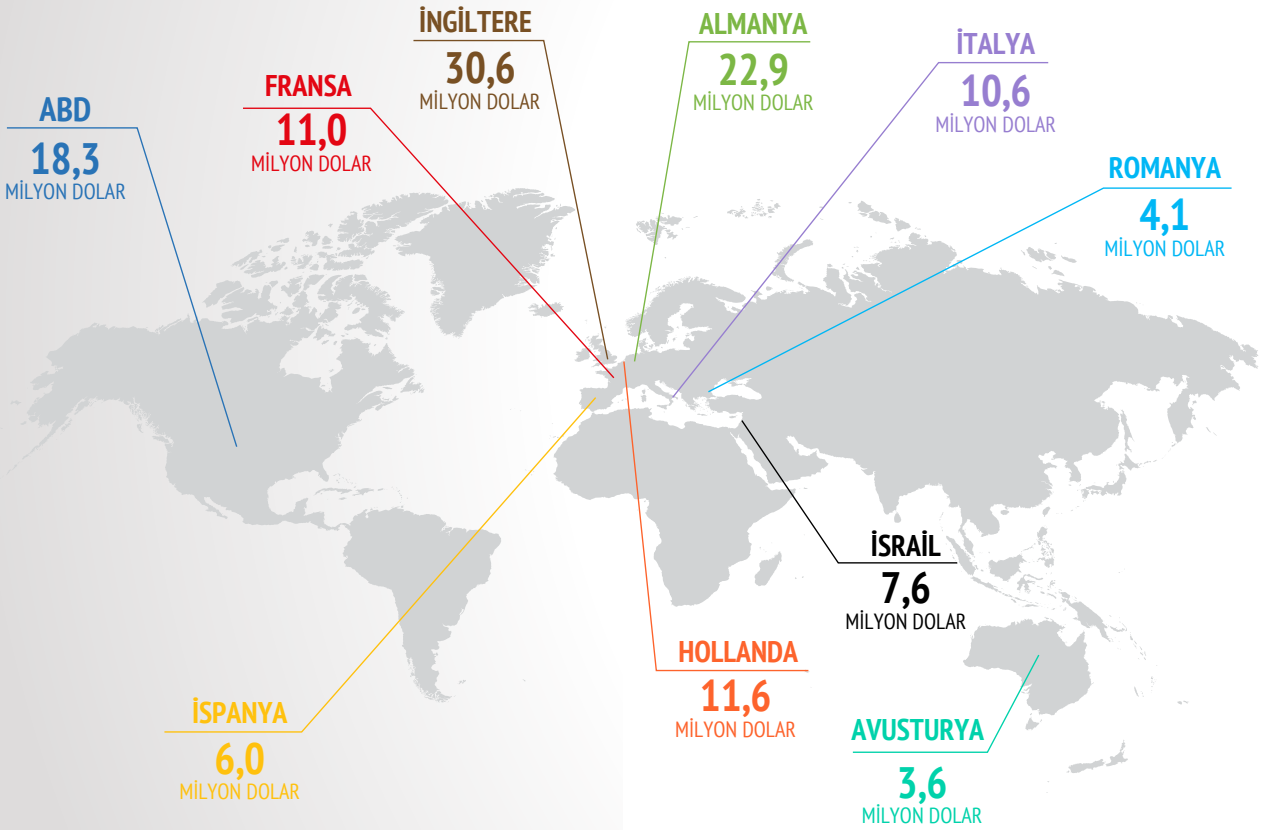 İNGİLTERE
30,6
MİLYON DOLAR
ALMANYA
22,9
MİLYON DOLAR
İTALYA
10,6
MİLYON DOLAR
FRANSA
11,0
MİLYON DOLAR
ABD
18,3
MİLYON DOLAR
ROMANYA
4,1
MİLYON DOLAR
İSRAİL
7,6
MİLYON DOLAR
HOLLANDA
11,6
MİLYON DOLAR
İSPANYA
6,0
MİLYON DOLAR
AVUSTURYA
3,6
MİLYON DOLAR